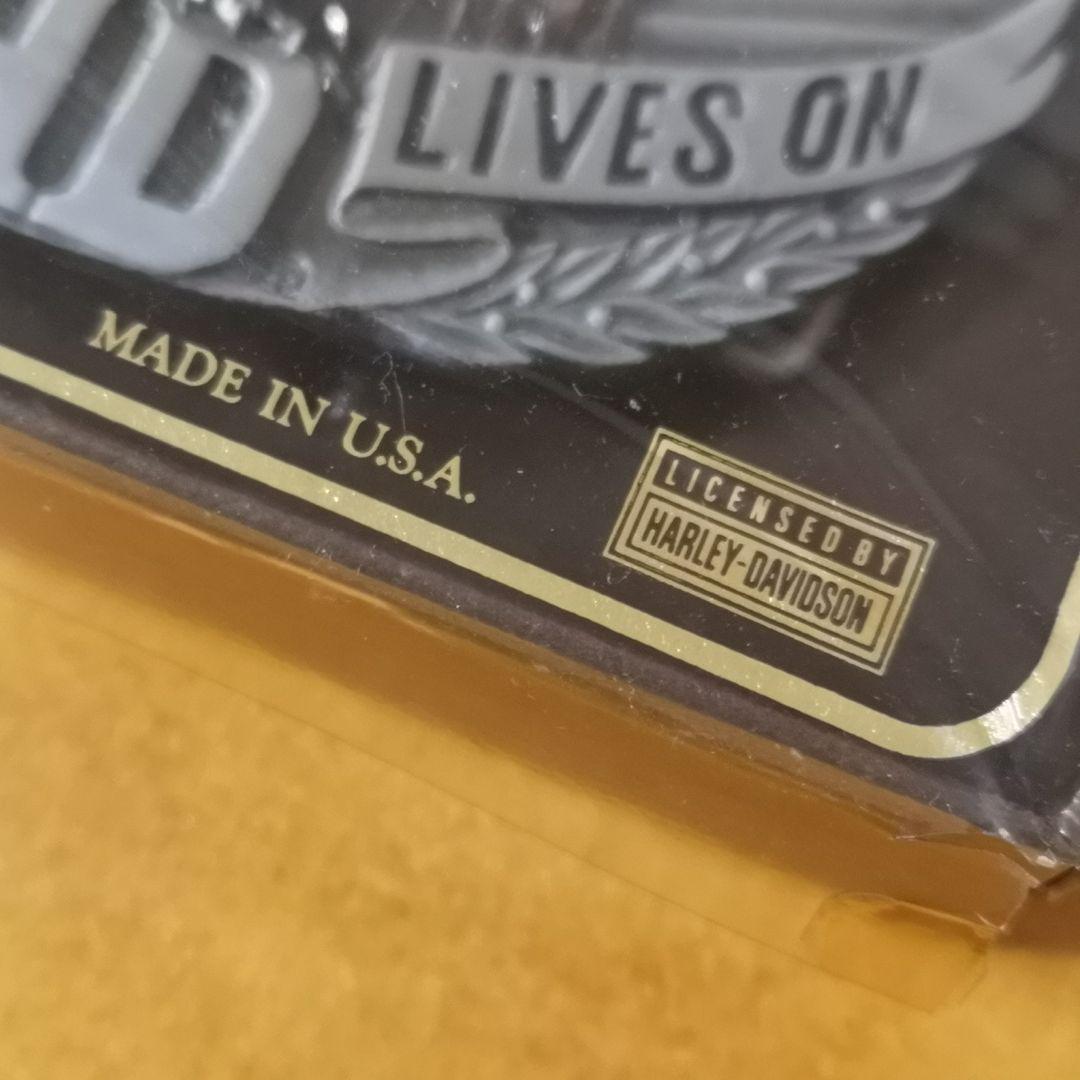 LIVES ON
MADE IN U.S.A.
LICENSED BY
HARLEY-DAVIDSON